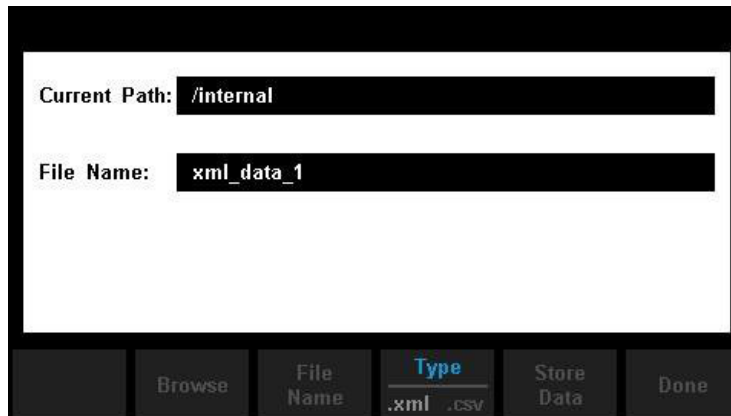 Current Path: /internal
File Name: xml_data_1
Browse
File
Name
Type
.xml .csv
Store
Data
Done